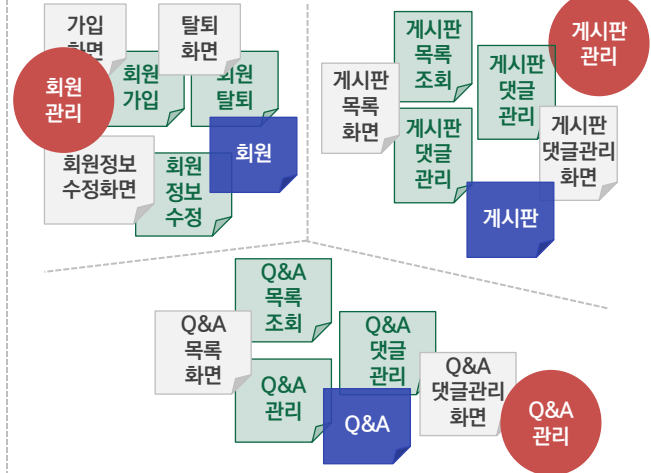 가입
화면
탈퇴
화면
회원
관리
회원
가입
회원
탈퇴
회원정보
수정화면
회원
정보
수정
회원
게시판
목록
조회
게시판
관리
게시판
댓글
관리
게시판
목록
화면
게시판
댓글
관리
게시판
댓글관리
화면
게시판
Q&A
목록
조회
Q&A
목록
화면
Q&A
댓글
관리
Q&A
관리
Q&A
Q&A
댓글관리
화면
Q&A
관리